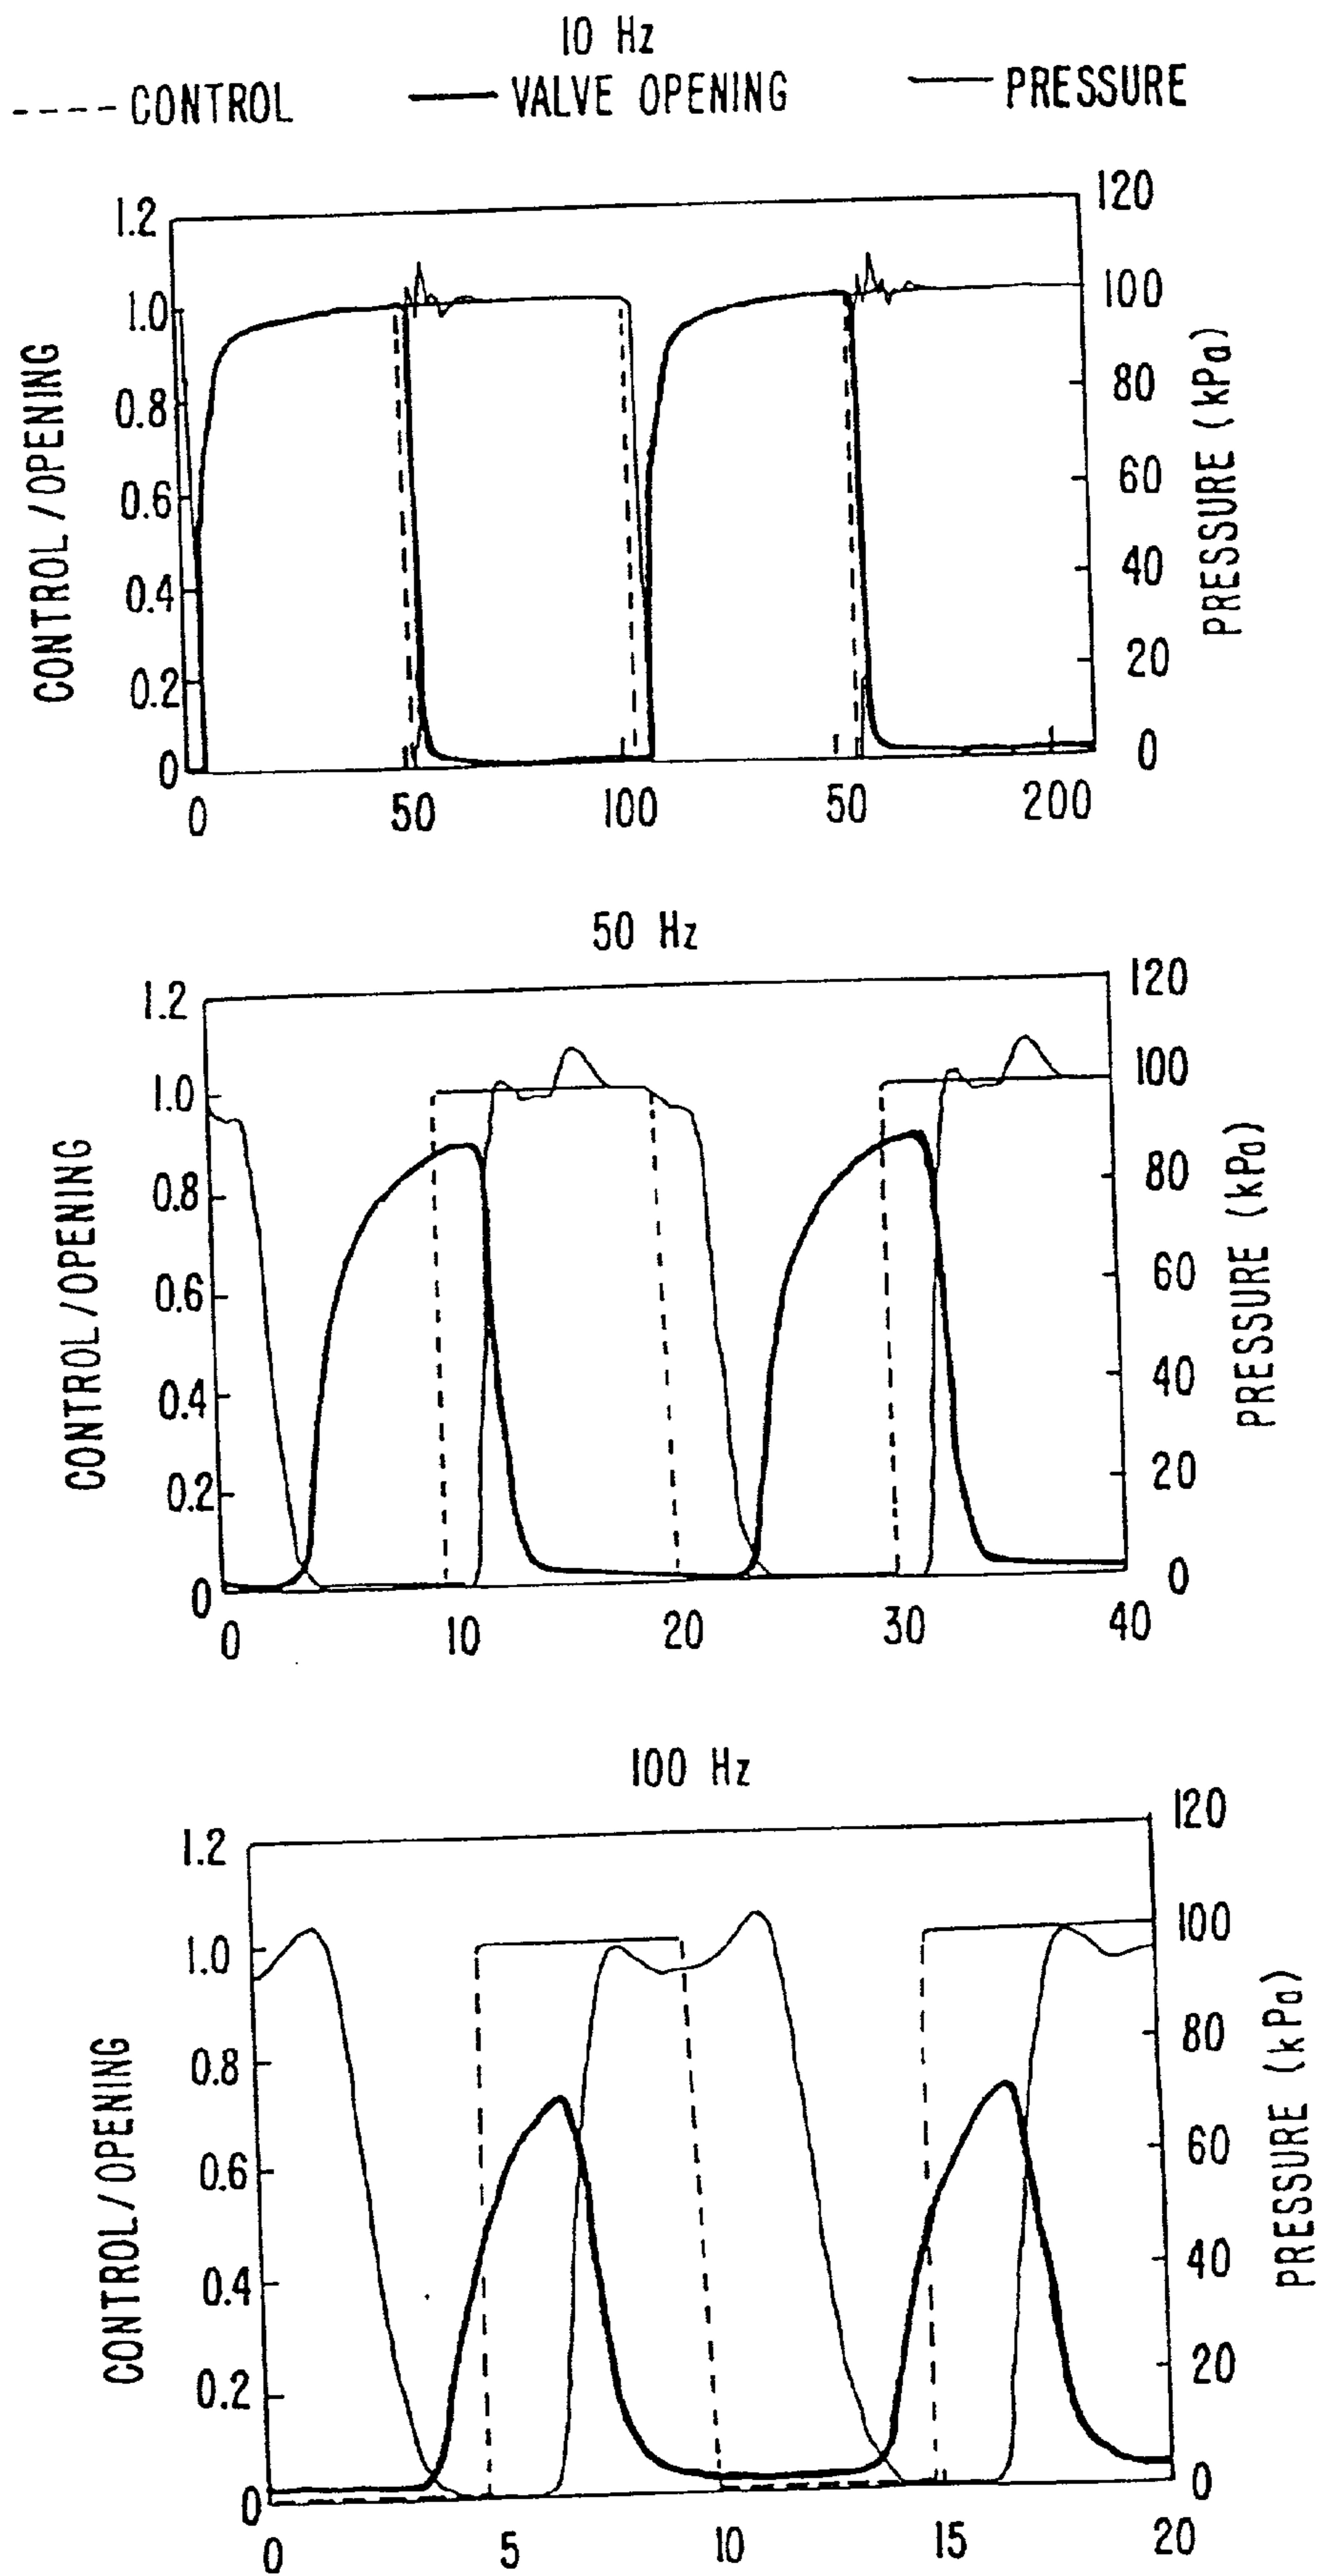 10 Hz
---- CONTROL — VALVE OPENING — PRESSURE
1.2 120
1.0 100
0.8 80
0.6 60
0.4 40
0.2 20
0 0
CONTROL/OPENING
PRESSURE (kPa)
0 50 100 50 200
50 Hz
1.2 120
1.0 100
0.8 80
0.6 60
0.4 40
0.2 20
0 0
CONTROL/OPENING
PRESSURE (kPa)
0 10 20 30 40
100 Hz
1.2 120
1.0 100
0.8 80
0.6 60
0.4 40
0.2 20
0 0
CONTROL/OPENING
PRESSURE (kPa)
0 5 10 15 20